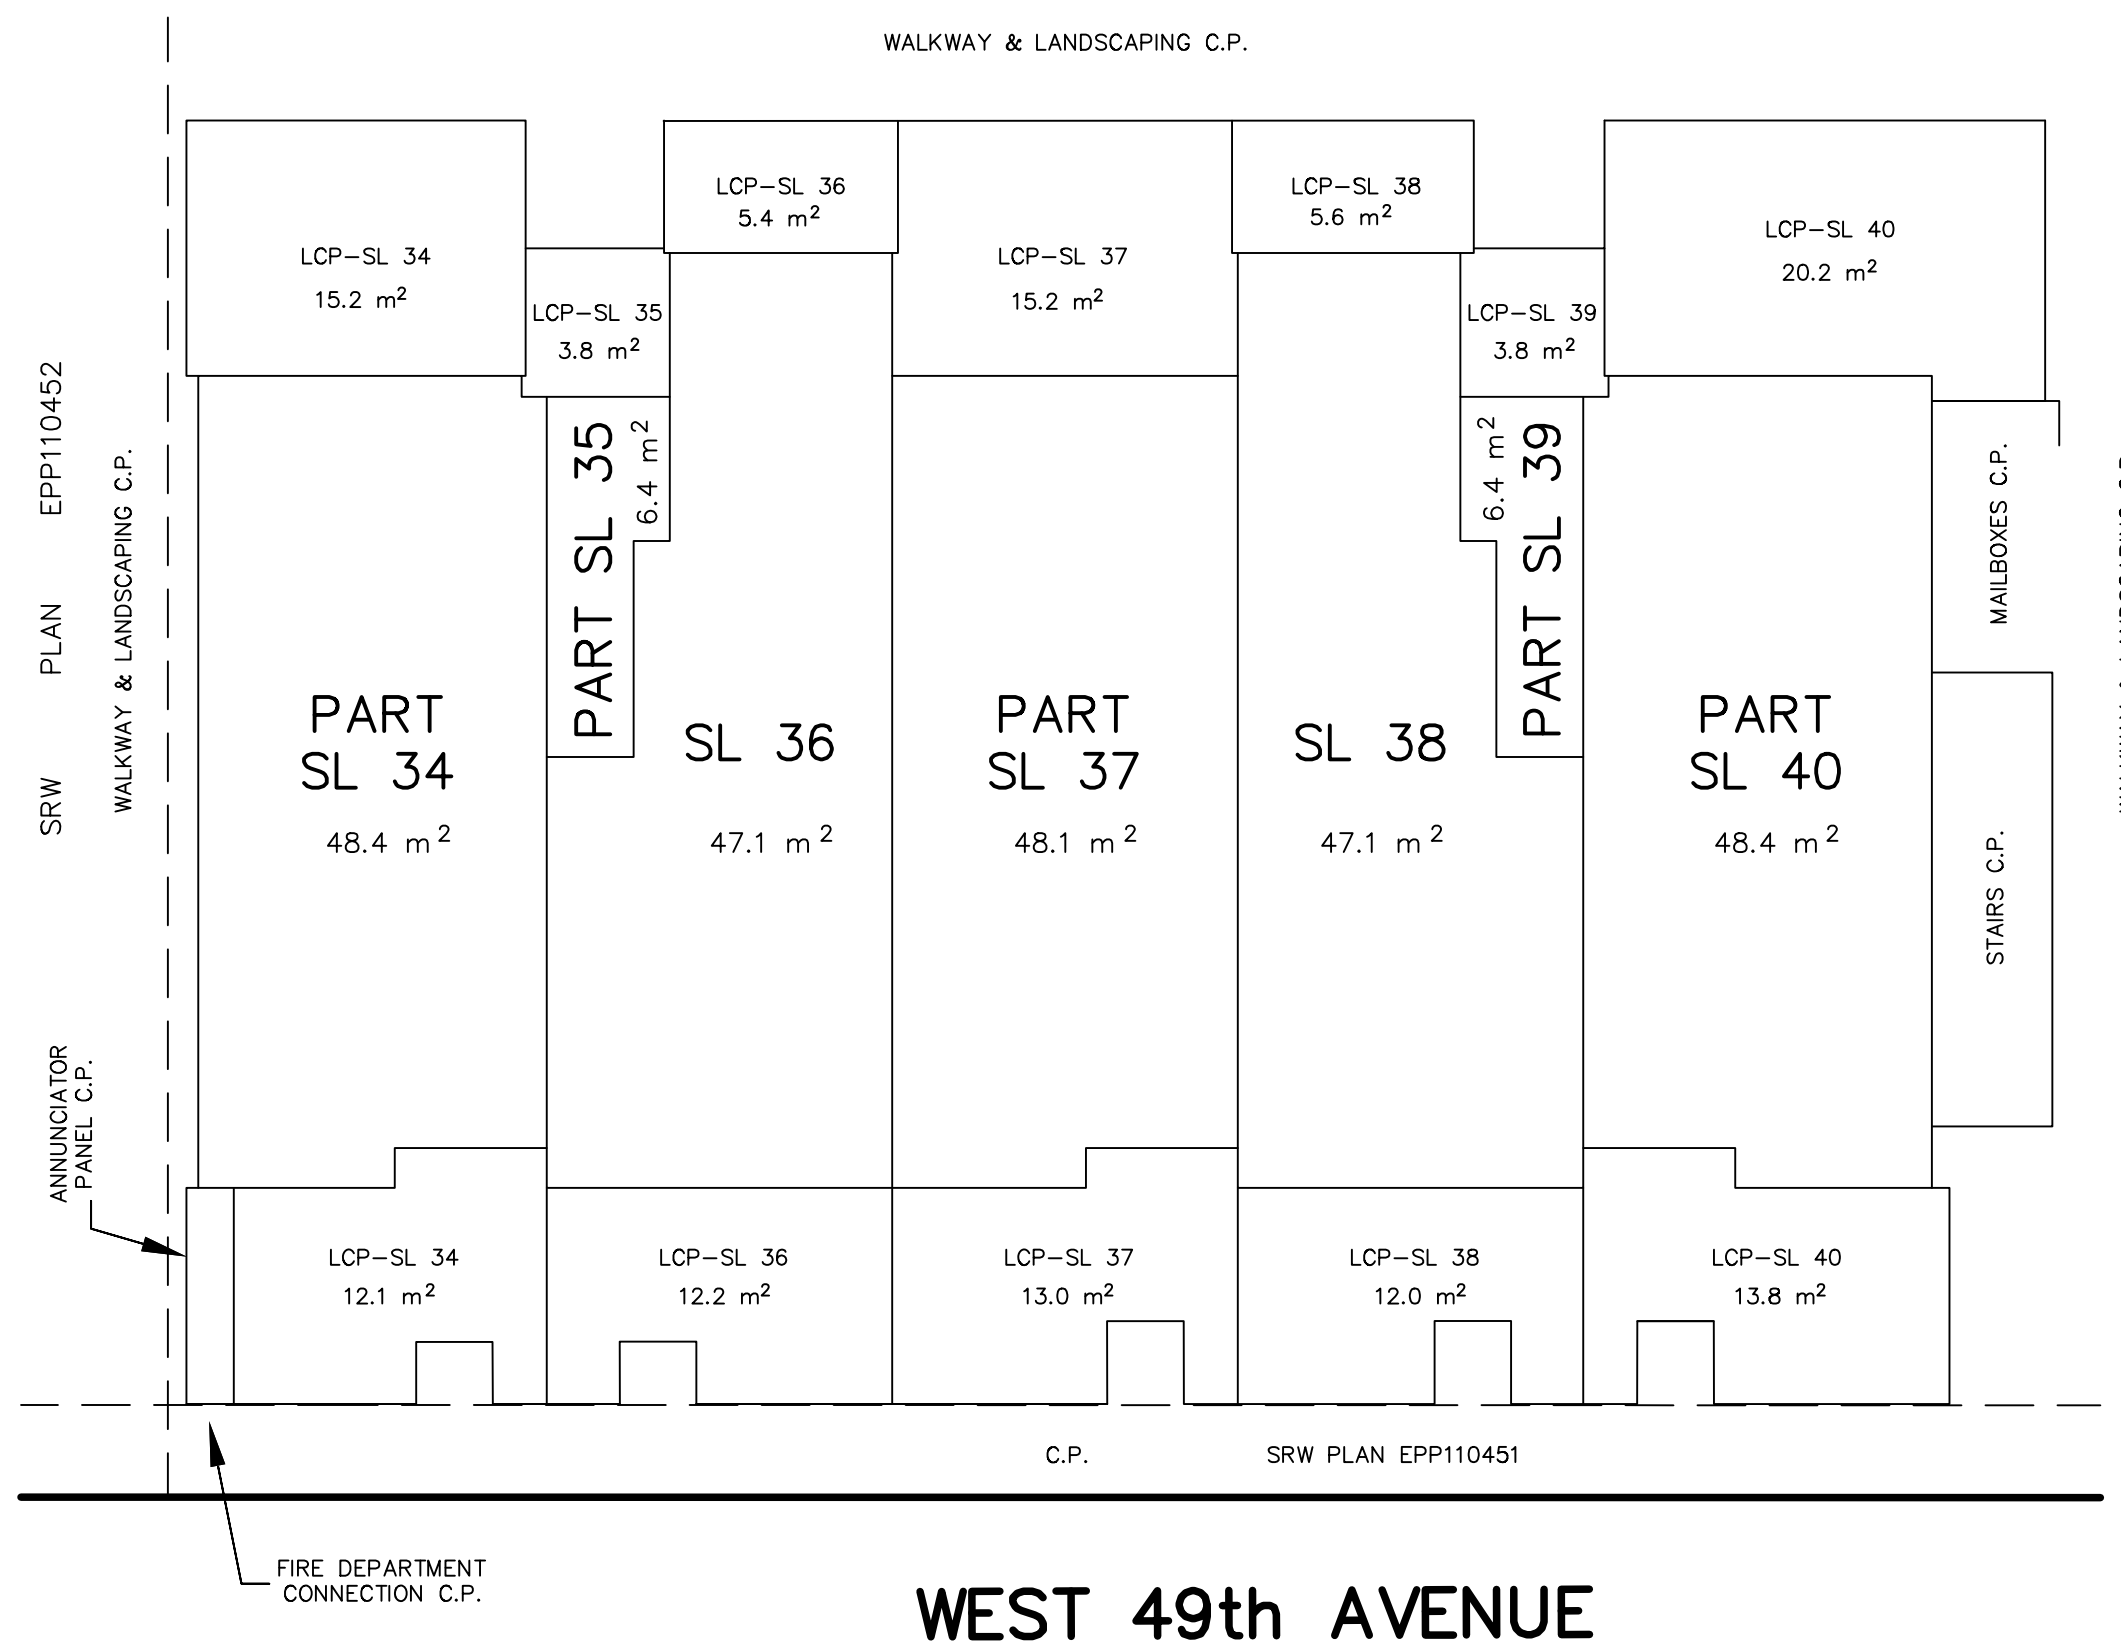 WALKWAY & LANDSCAPING C.P.
LCP-SL 36
5.4 m²
LCP-SL 38
5.6 m²
LCP-SL 34
15.2 m²
LCP-SL 37
15.2 m²
LCP-SL 40
20.2 m²
LCP-SL 35
3.8 m²
LCP-SL 39
3.8 m²
SRW PLAN EPP110452
WALKWAY & LANDSCAPING C.P.
PART SL 35
6.4 m²
6.4 m²
PART SL 39
MAILBOXES C.P.
PART
SL 34
48.4 m²
SL 36
47.1 m²
PART
SL 37
48.1 m²
SL 38
47.1 m²
PART
SL 40
48.4 m²
STAIRS C.P.
ANNUNCIATOR
PANEL C.P.
LCP-SL 34
12.1 m²
LCP-SL 36
12.2 m²
LCP-SL 37
13.0 m²
LCP-SL 38
12.0 m²
LCP-SL 40
13.8 m²
C.P.
SRW PLAN EPP110451
FIRE DEPARTMENT
CONNECTION C.P.
WEST 49th AVENUE